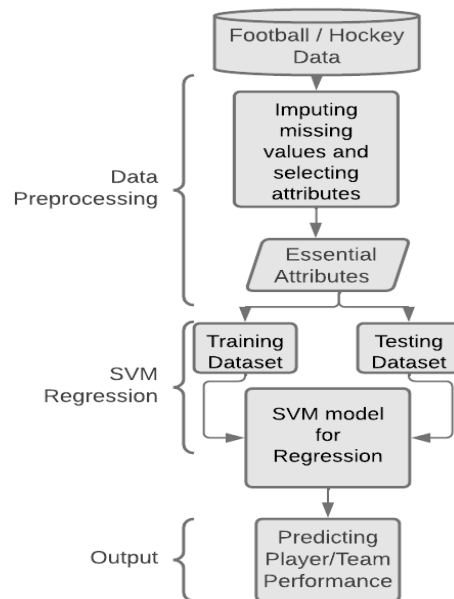 Football / Hockey
Data
Imputing
missing
values and
selecting
attributes
Data
Preprocessing
Essential
Attributes
Training
Dataset
Testing
Dataset
SVM
Regression
SVM model
for
Regression
Output
Predicting
Player/Team
Performance